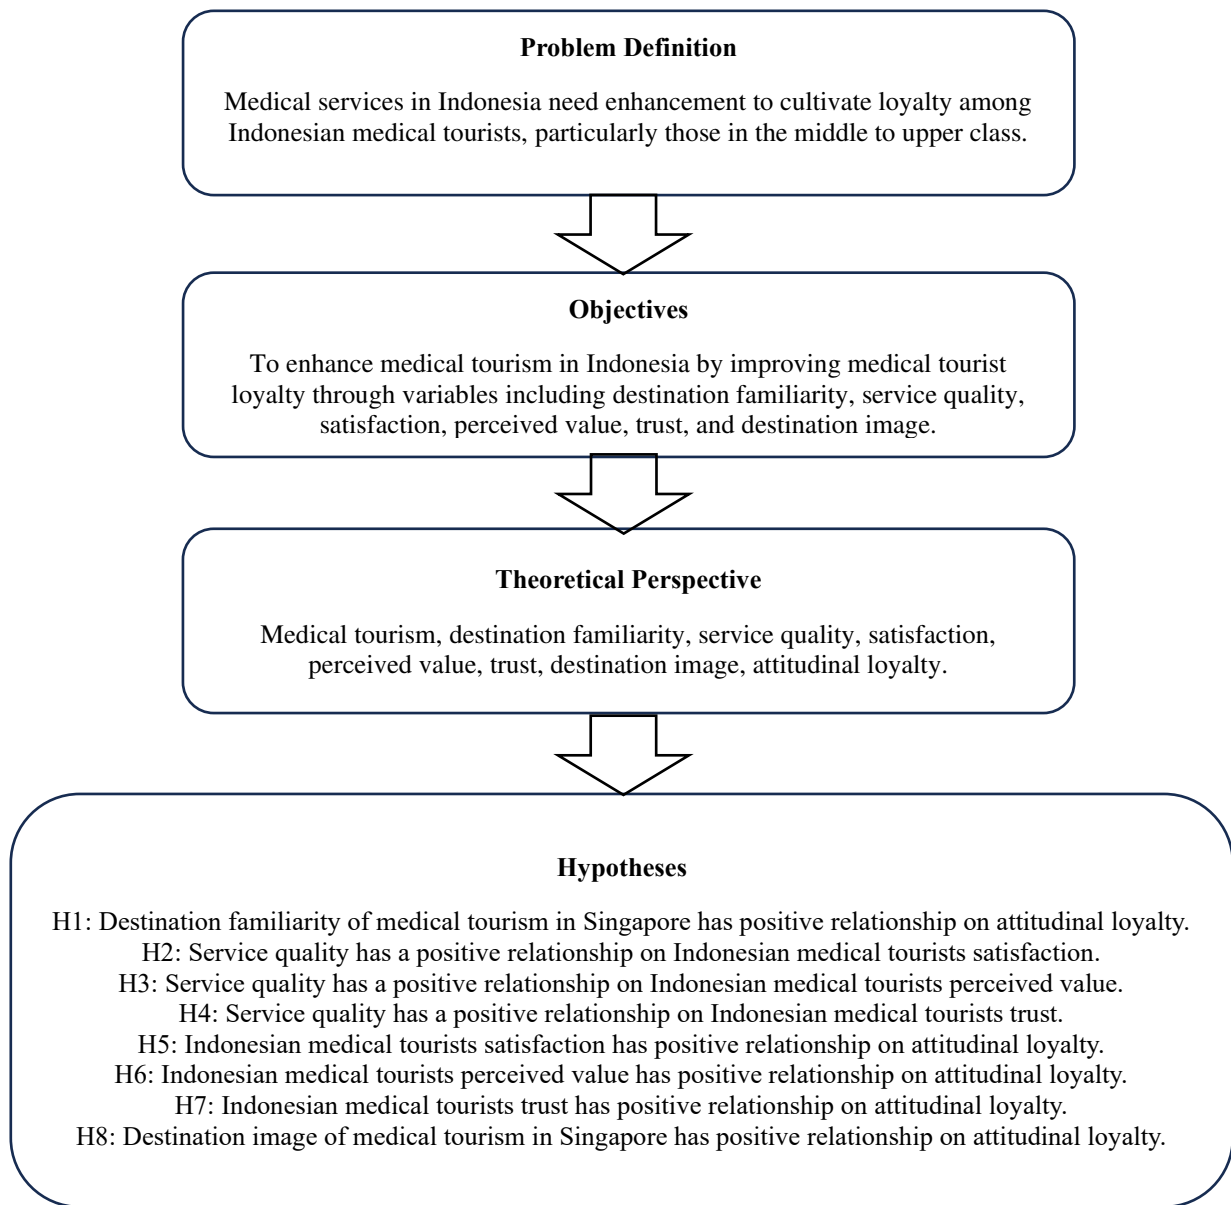 Problem Definition
Medical services in Indonesia need enhancement to cultivate loyalty among
Indonesian medical tourists, particularly those in the middle to upper class.
Objectives
To enhance medical tourism in Indonesia by improving medical tourist
loyalty through variables including destination familiarity, service quality,
satisfaction, perceived value, trust, and destination image.
Theoretical Perspective
Medical tourism, destination familiarity, service quality, satisfaction,
perceived value, trust, destination image, attitudinal loyalty.
Hypotheses
H1: Destination familiarity of medical tourism in Singapore has positive relationship on attitudinal loyalty.
H2: Service quality has a positive relationship on Indonesian medical tourists satisfaction.
H3: Service quality has a positive relationship on Indonesian medical tourists perceived value.
H4: Service quality has a positive relationship on Indonesian medical tourists trust.
H5: Indonesian medical tourists satisfaction has positive relationship on attitudinal loyalty.
H6: Indonesian medical tourists perceived value has positive relationship on attitudinal loyalty.
H7: Indonesian medical tourists trust has positive relationship on attitudinal loyalty.
H8: Destination image of medical tourism in Singapore has positive relationship on attitudinal loyalty.